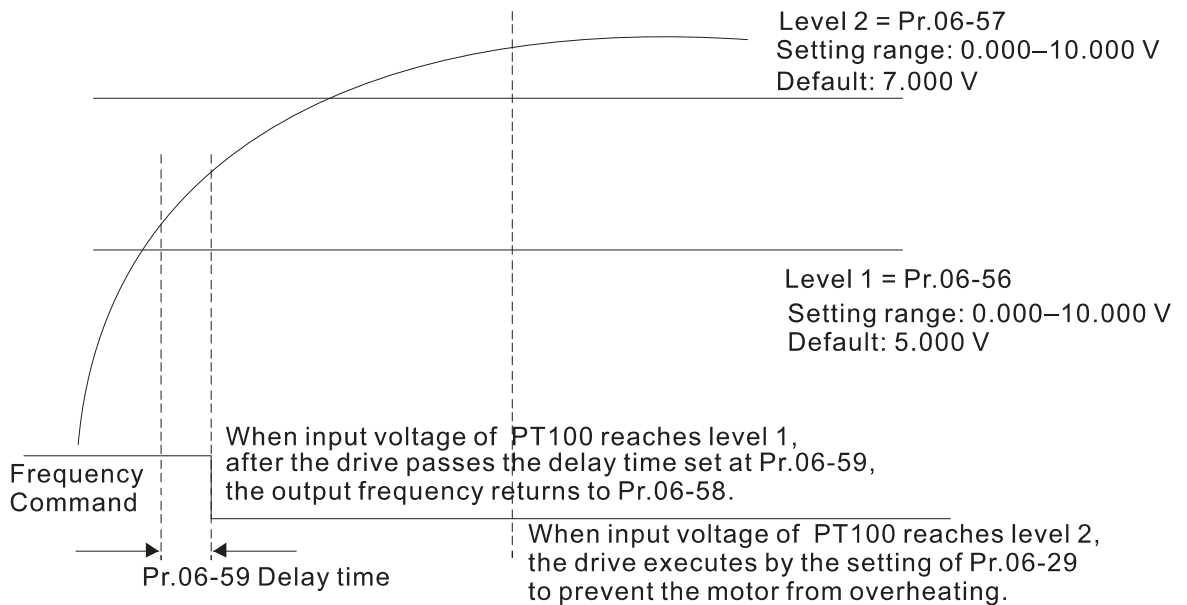 Level 2 = Pr.06-57
Setting range: 0.000–10.000 V
Default: 7.000 V
Level 1 = Pr.06-56
Setting range: 0.000–10.000 V
Default: 5.000 V
When input voltage of PT100 reaches level 1,
after the drive passes the delay time set at Pr.06-59,
the output frequency returns to Pr.06-58.
Frequency
Command
When input voltage of PT100 reaches level 2,
the drive executes by the setting of Pr.06-29
to prevent the motor from overheating.
Pr.06-59 Delay time